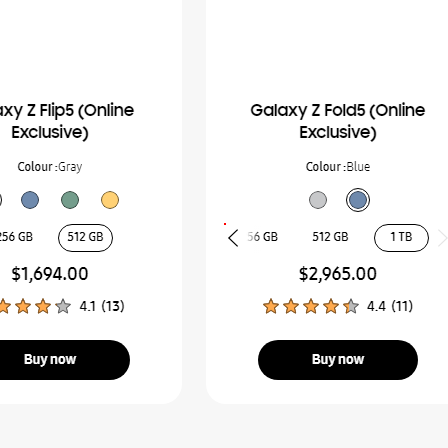 xy Z Flip5 (Online
Exclusive)
Colour :Gray
256 GB
512 GB
$1,694.00
4.1 (13)
Buy now
Galaxy Z Fold5 (Online
Exclusive)
Colour :Blue
56 GB
512 GB
1 TB
$2,965.00
4.4 (11)
Buy now